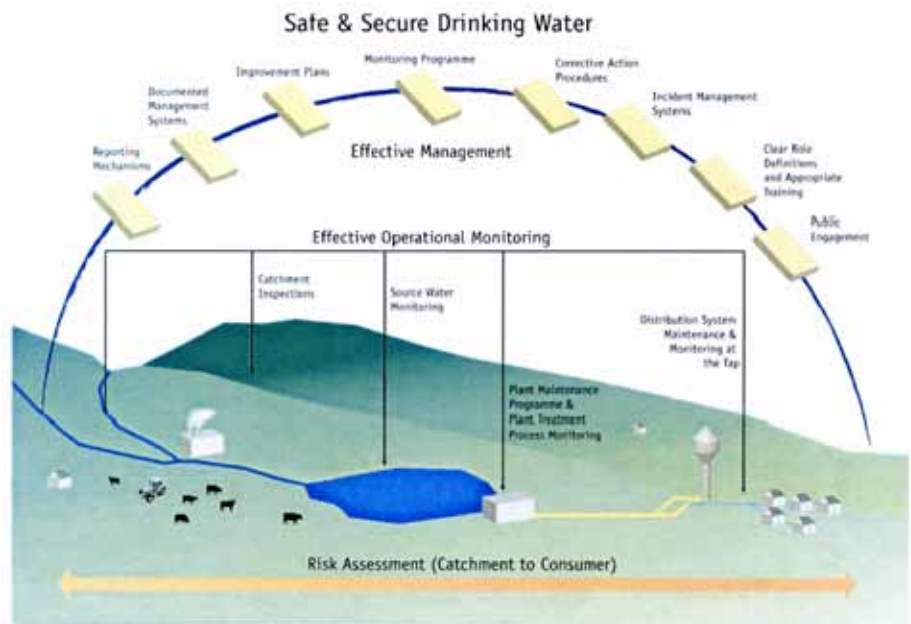 Safe & Secure Drinking Water
Monitoring Programme
Corrective Action
Procedures
Improvement Plans
Documented
Management
Systems
Incident Management
Systems
Reporting
Mechanisms
Effective Management
Clear Role
Definitions
and Appropriate
Training
Public
Engagement
Effective Operational Monitoring
Catchment
Inspections
Source Water
Monitoring
Distribution System
Maintenance &
Monitoring at
the Tap
Plant Maintenance
Programme &
Plant Treatment
Process Monitoring
Risk Assessment (Catchment to Consumer)